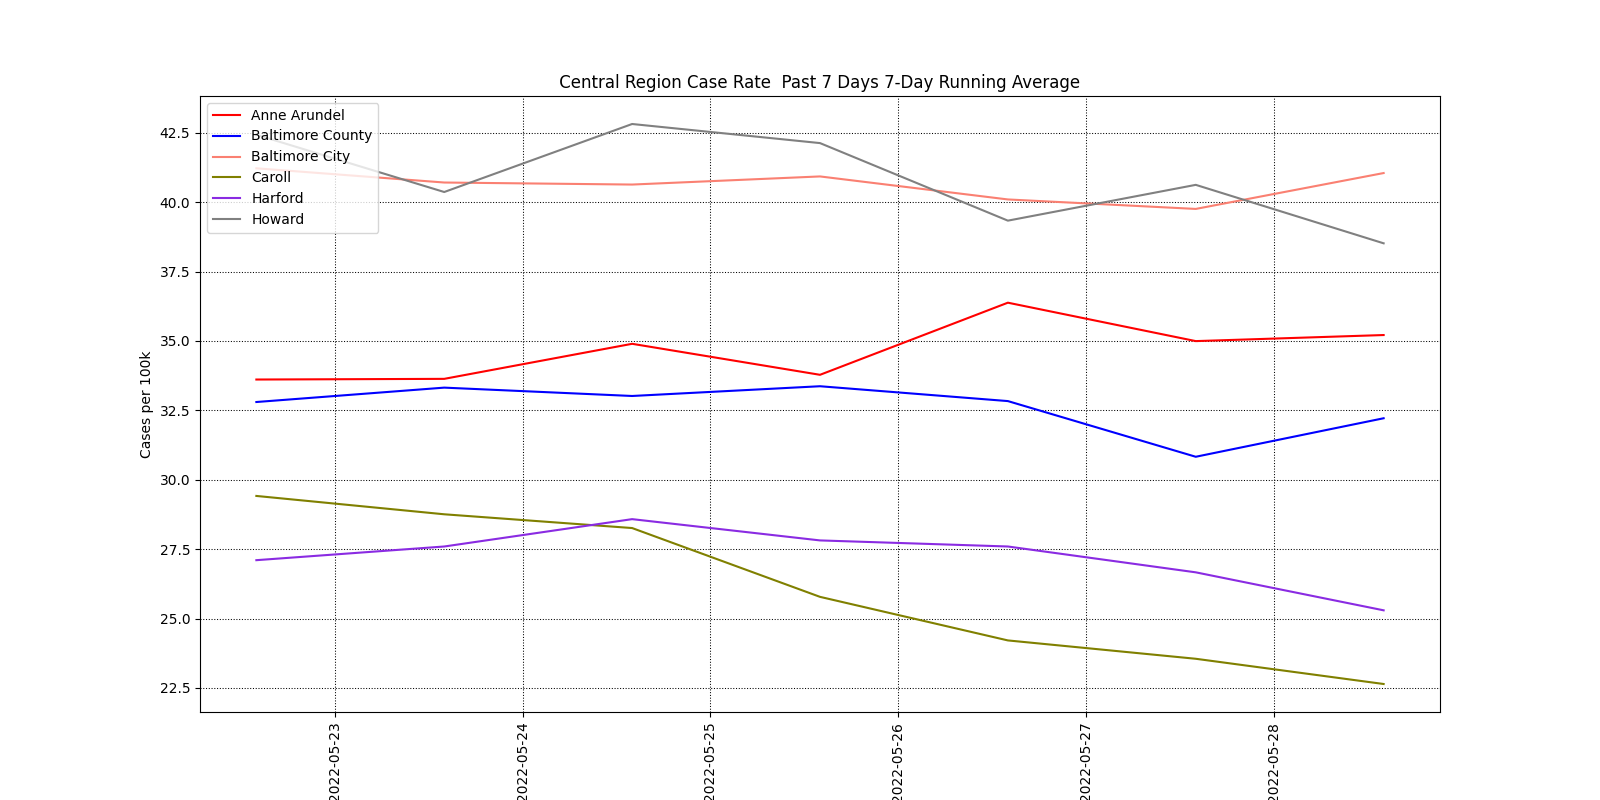 Central Region Case Rate  Past 7 Days 7-Day Running Average
Anne Arundel
Baltimore County
Baltimore City
Caroll
Harford
Howard
Cases per 100k
42.5
40.0
37.5
35.0
32.5
30.0
27.5
25.0
22.5
2022-05-23
2022-05-24
2022-05-25
2022-05-26
2022-05-27
2022-05-28